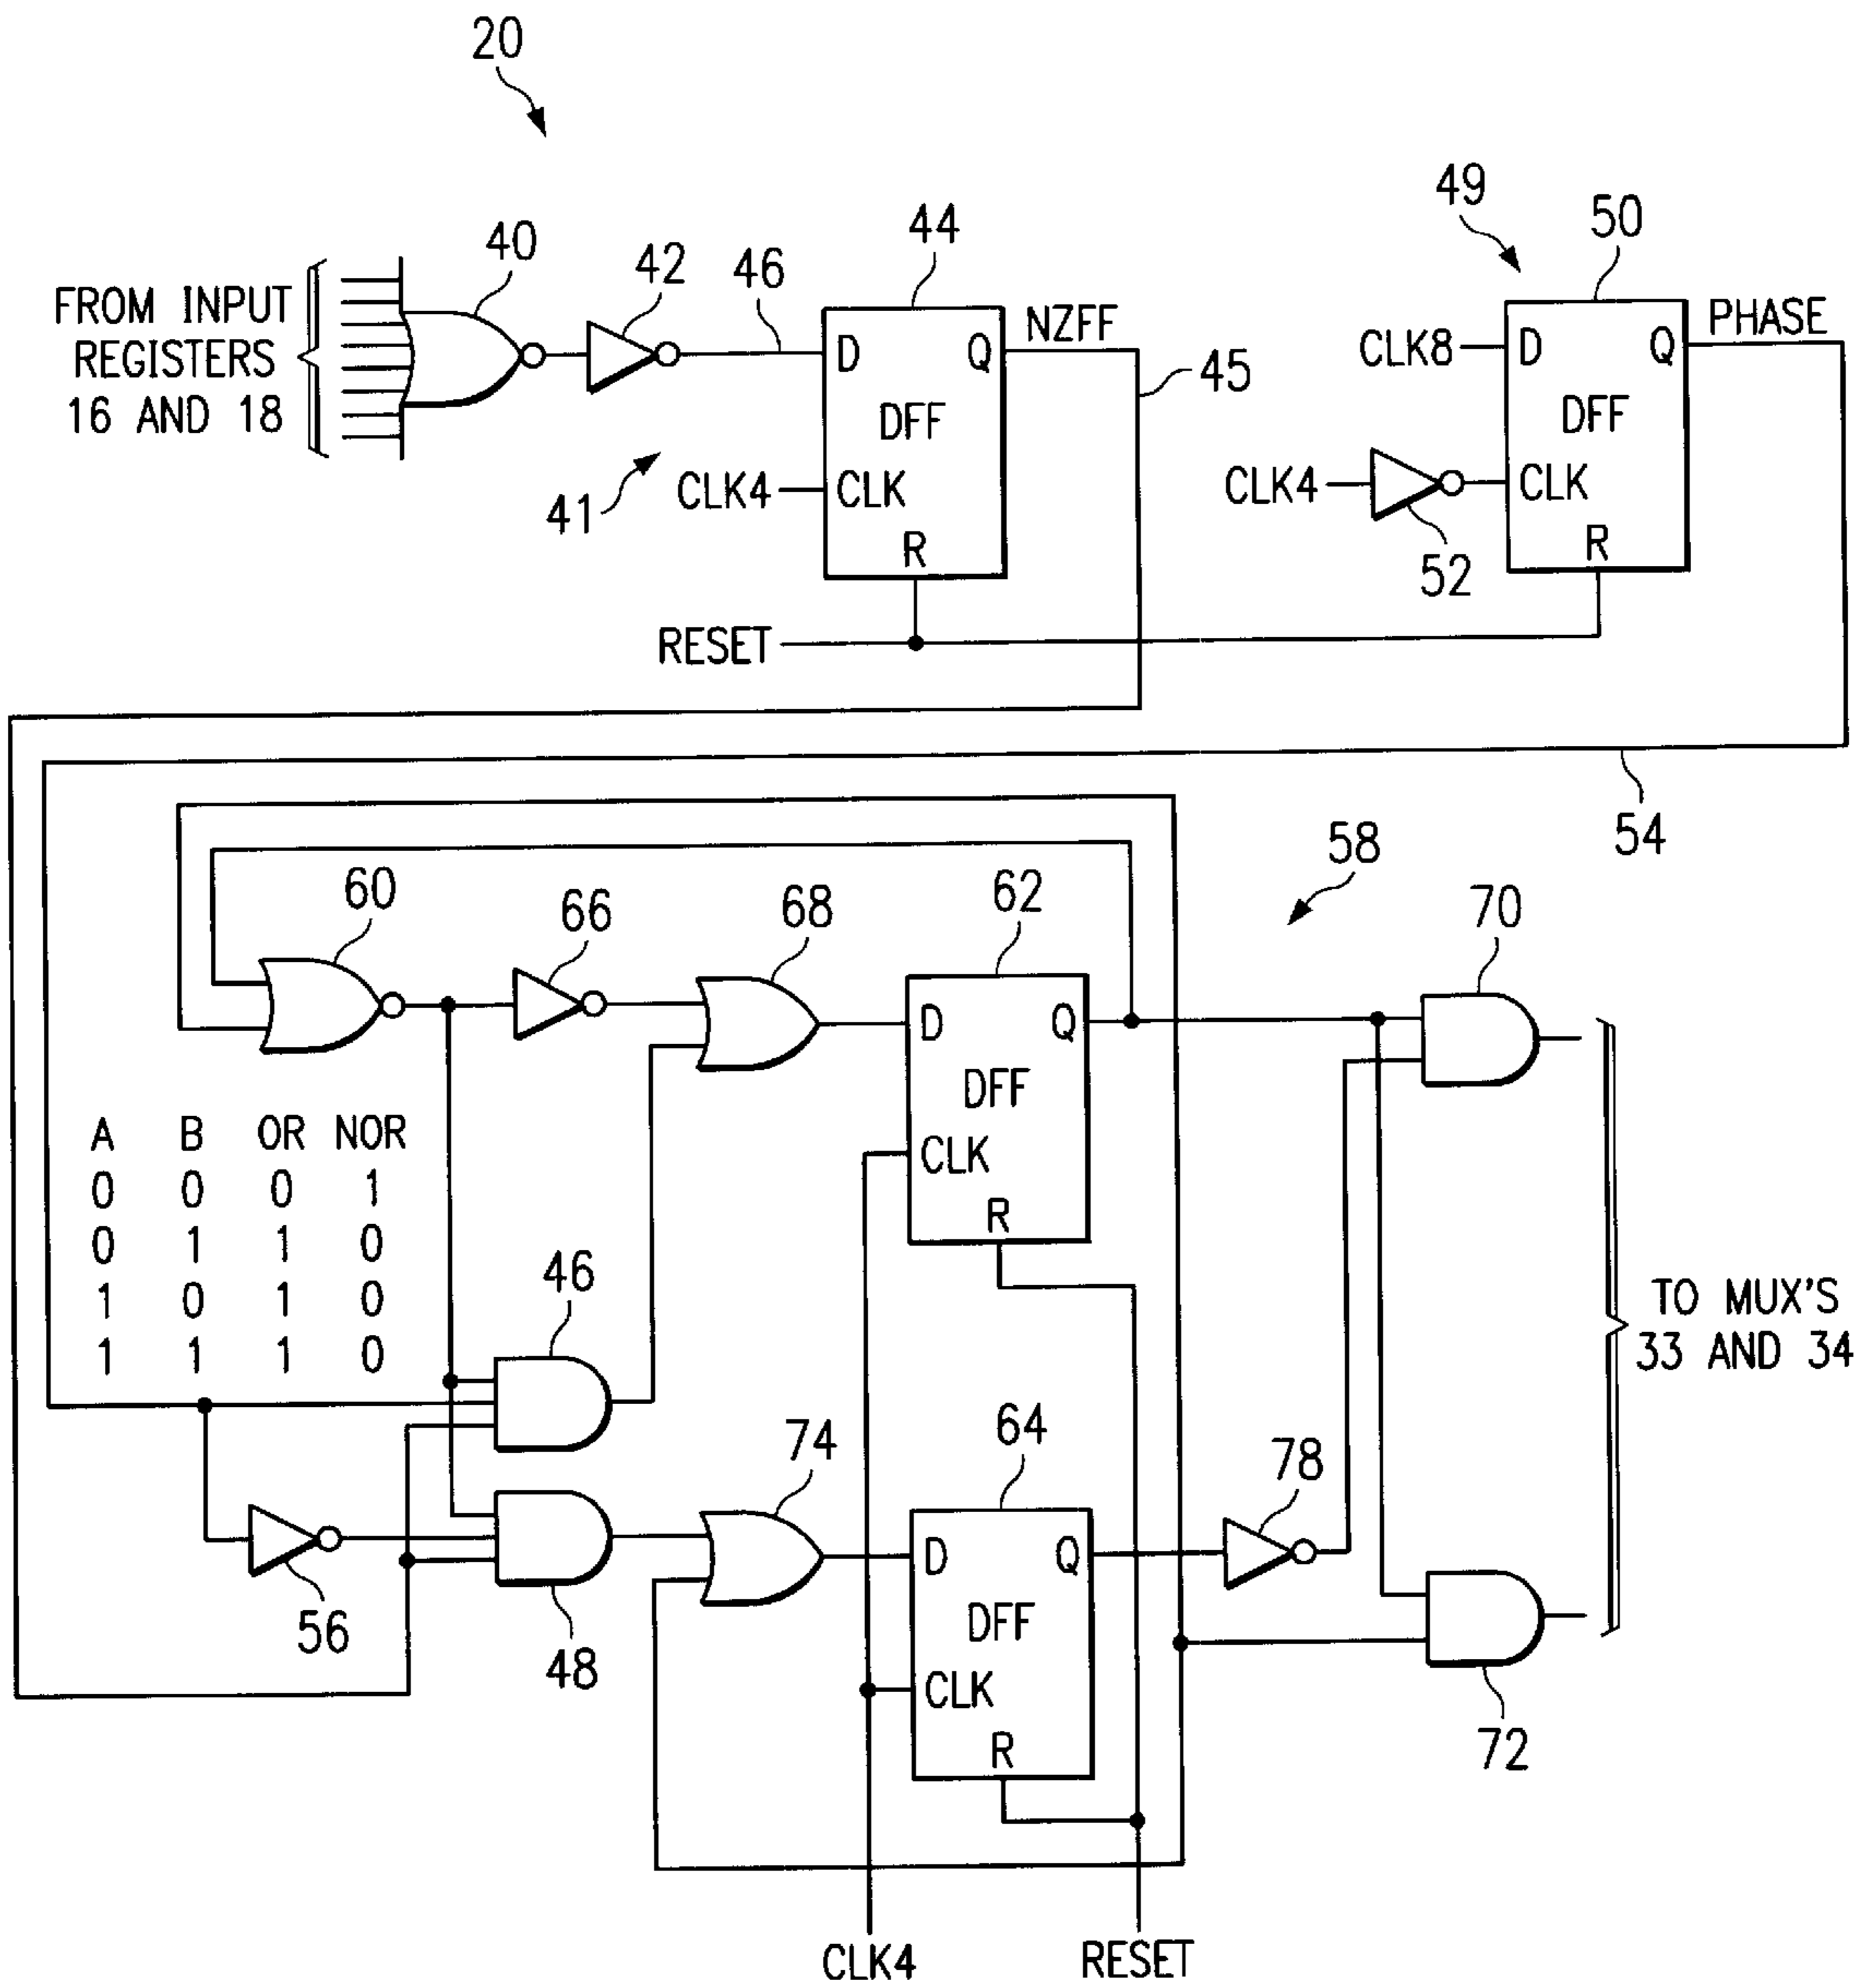 20
49
50
44
40
42
46
FROM INPUT
REGISTERS
16 AND 18
D
Q
NZFF
DFF
CLK4
CLK
R
41
45
CLK8
D
Q
PHASE
DFF
CLK4
CLK
R
52
RESET
54
58
60
66
68
62
70
D
Q
DFF
CLK
R
A B OR NOR
0 0 0 1
0 1 1 0
1 0 1 0
1 1 1 0
46
TO MUX'S
33 AND 34
74
64
78
D
Q
DFF
CLK
R
56
48
72
CLK4
RESET